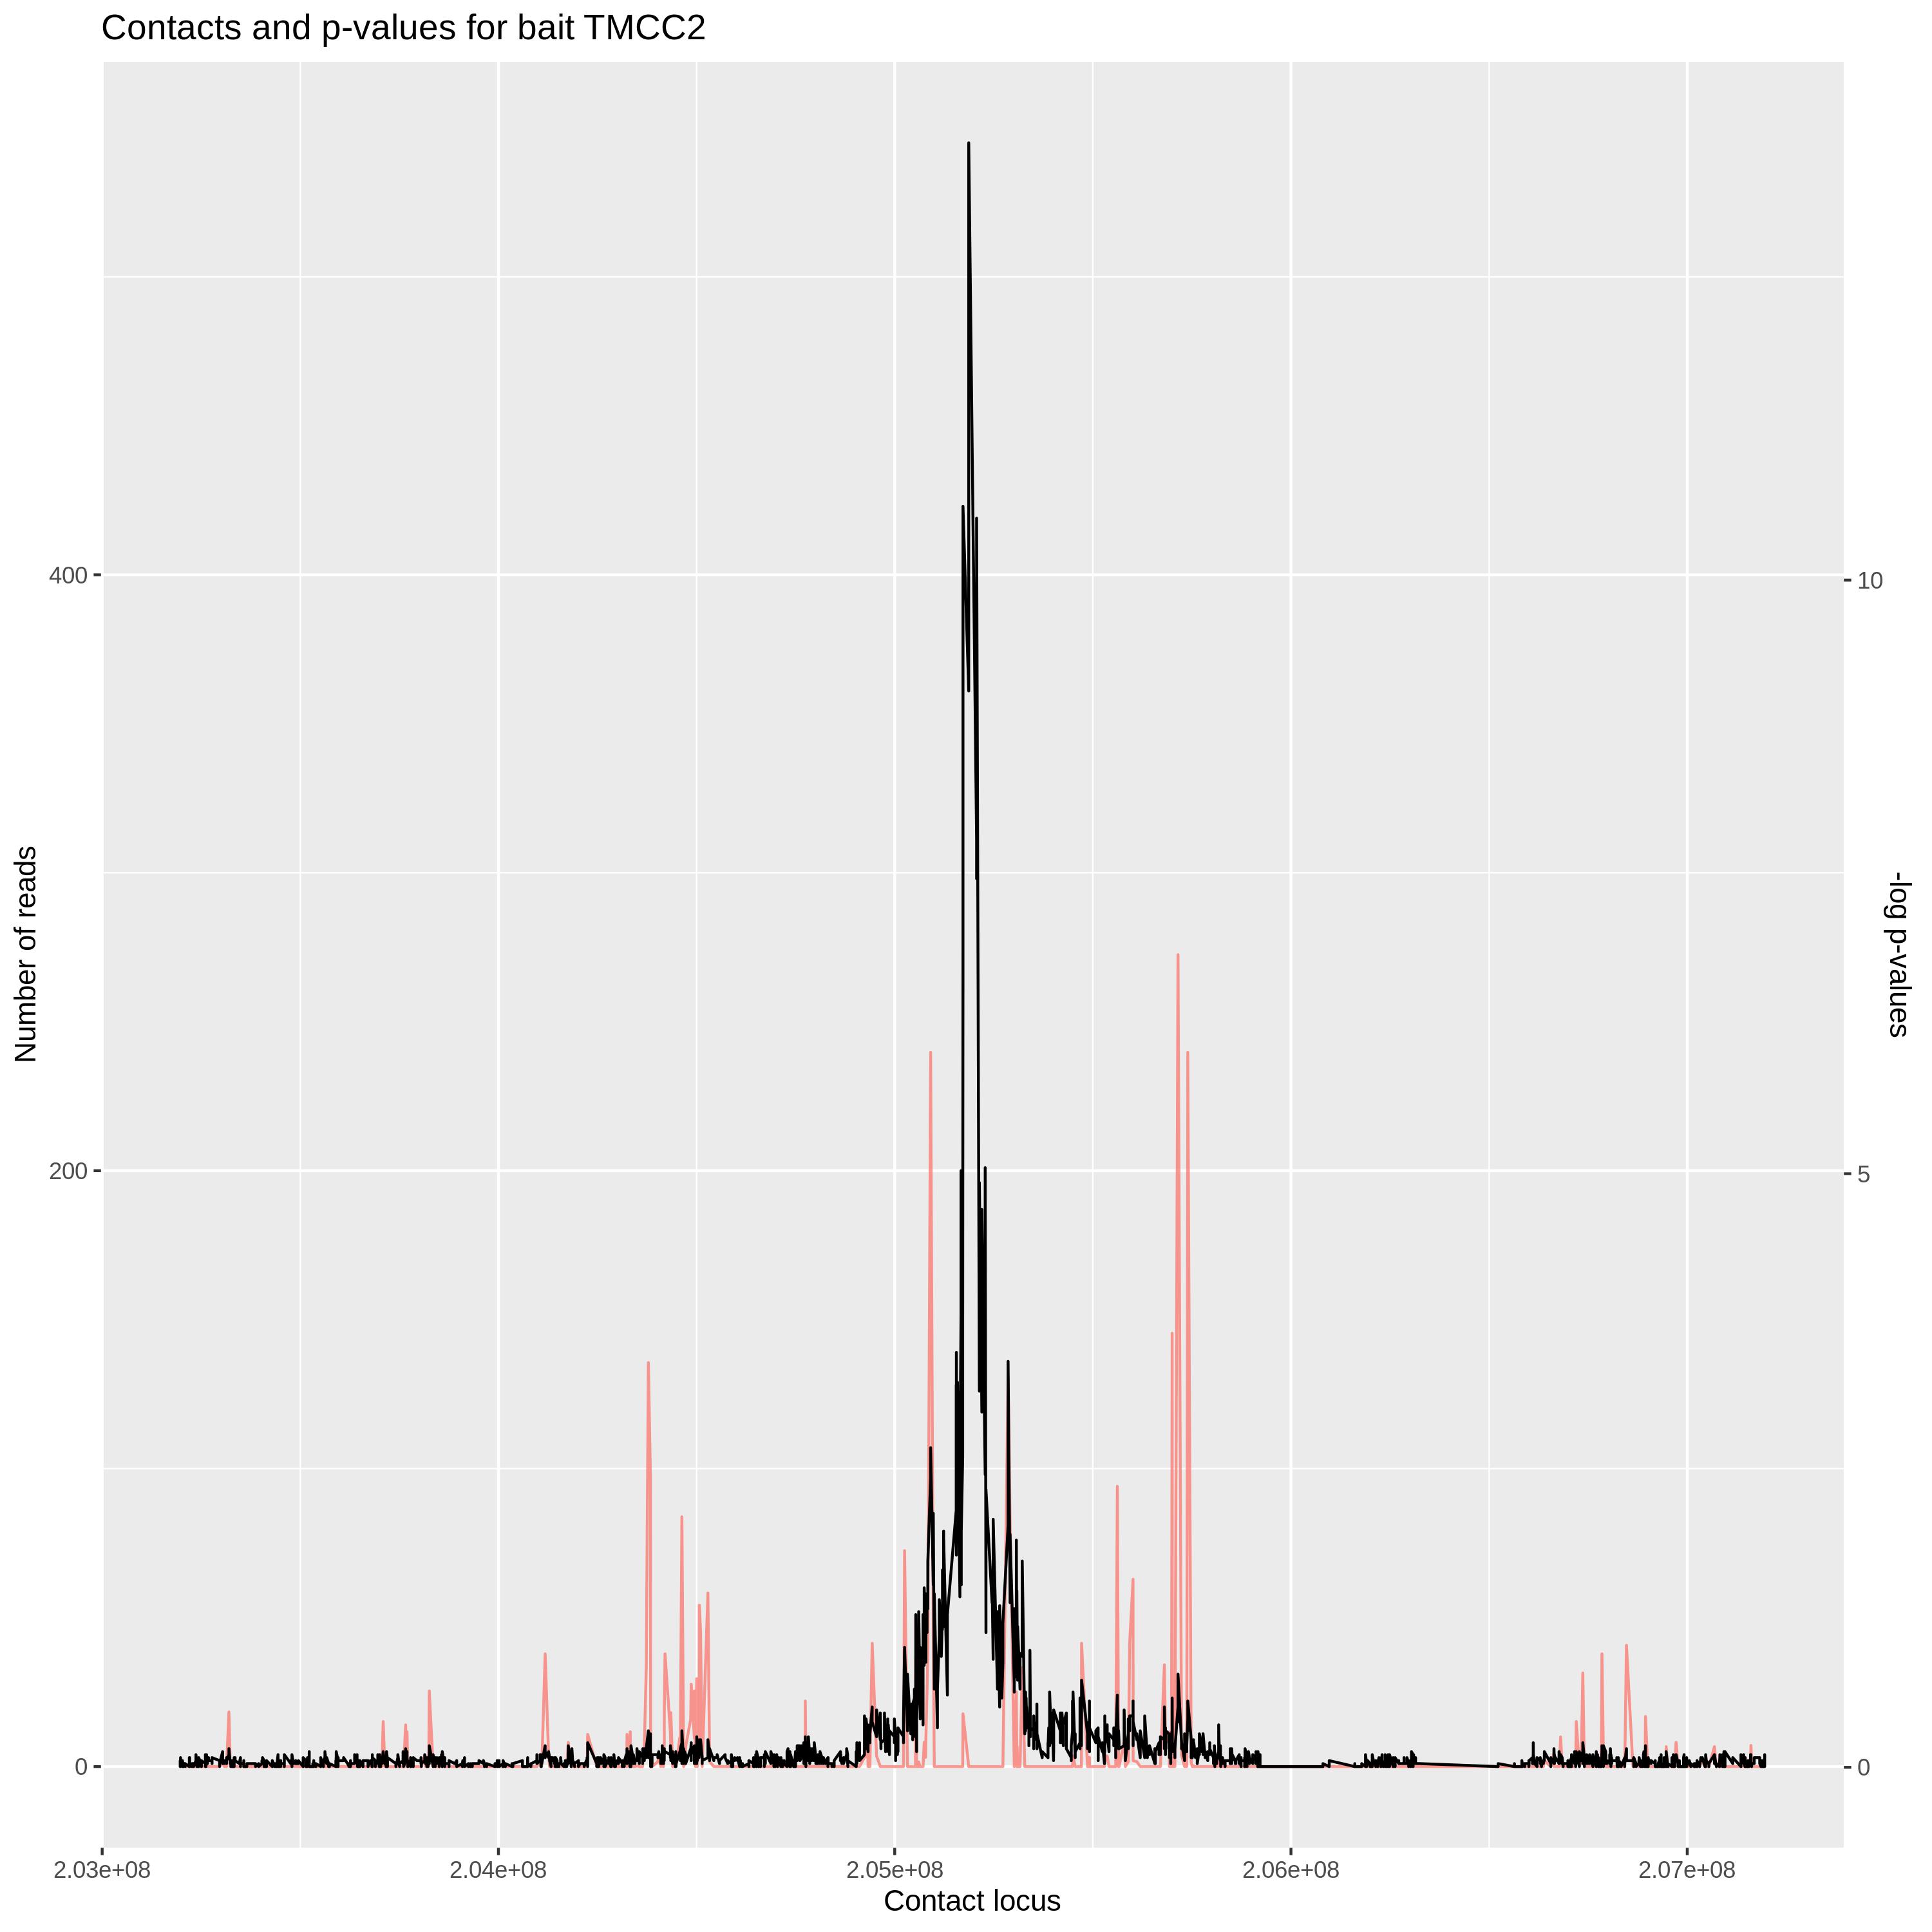 Contacts and p-values for bait TMCC2
Number of reads
400
200
0
10
5
0
-log p-values
2.03e+08
2.04e+08
2.05e+08
2.06e+08
2.07e+08
Contact locus